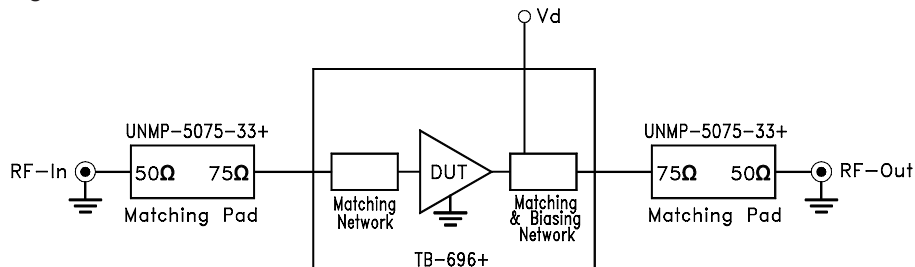 Vd
UNMP-5075-33+
UNMP-5075-33+
RF-In
50Ω 75Ω
DUT
75Ω 50Ω
RF-Out
Matching Pad
Matching
Network
Matching
& Biasing
Network
Matching Pad
TB-696+